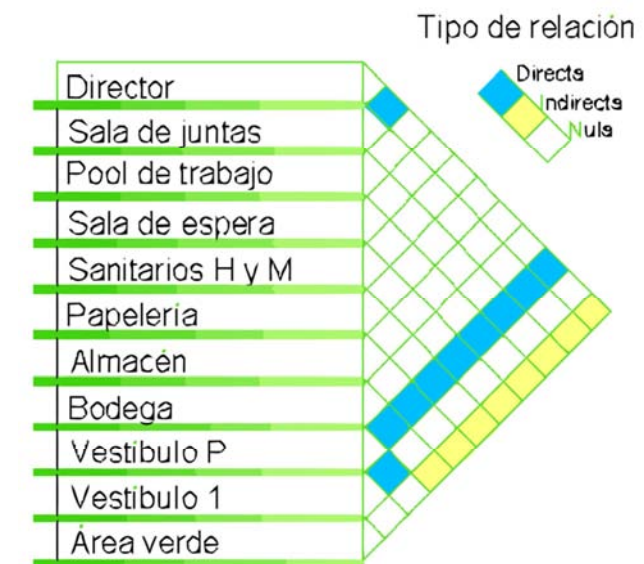 Tipo de relación
Directa
Indirecta
Nula
Director
Sala de juntas
Pool de trabajo
Sala de espera
Sanitarios H y M
Papelería
Almacén
Bodega
Vestíbulo P
Vestíbulo 1
Área verde